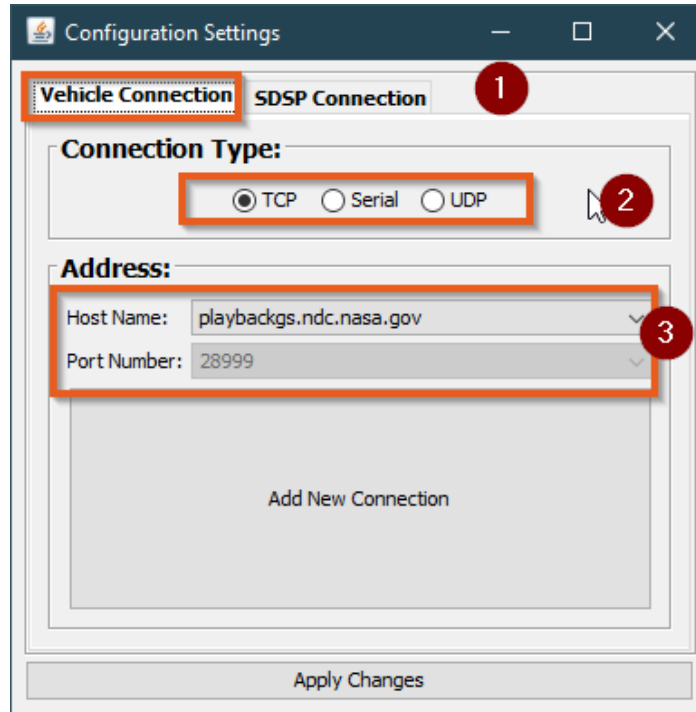 Configuration Settings
Vehicle Connection SDSP Connection 1
Connection Type:
TCP Serial UDP 2
Address:
Host Name: playbackgs.ndc.nasa.gov
3
Port Number: 28999
Add New Connection
Apply Changes